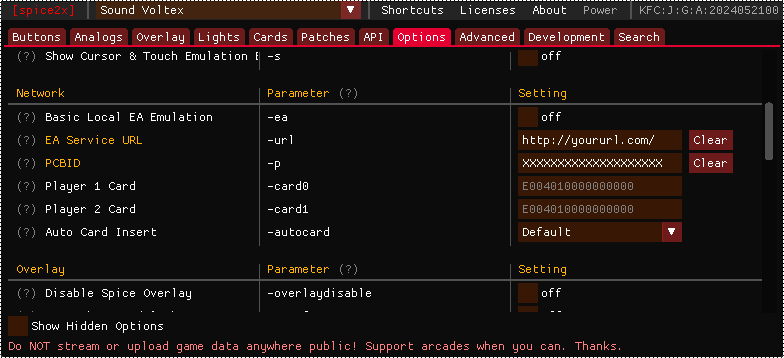 [spice2x] Sound Voltex ▼ Shortcuts Licenses About Power KFC:J:G:A:2024052100
Buttons Analogs Overlay Lights Cards Patches API Options Advanced Development Search
(?) Show Cursor & Touch Emulation -s off
Network Parameter (?) Setting
(?) Basic Local EA Emulation -ea off
(?) EA Service URL -url http://yoururl.com/ Clear
(?) PCBID -p XXXXXXXXXXXXXXXXXXXX Clear
(?) Player 1 Card -card0 E004010000000000
(?) Player 2 Card -card1 E004010000000000
(?) Auto Card Insert -autocard Default ▼
Overlay Parameter (?) Setting
(?) Disable Spice Overlay -overlaydisable off
Show Hidden Options
Do NOT stream or upload game data anywhere public! Support arcades when you can. Thanks.